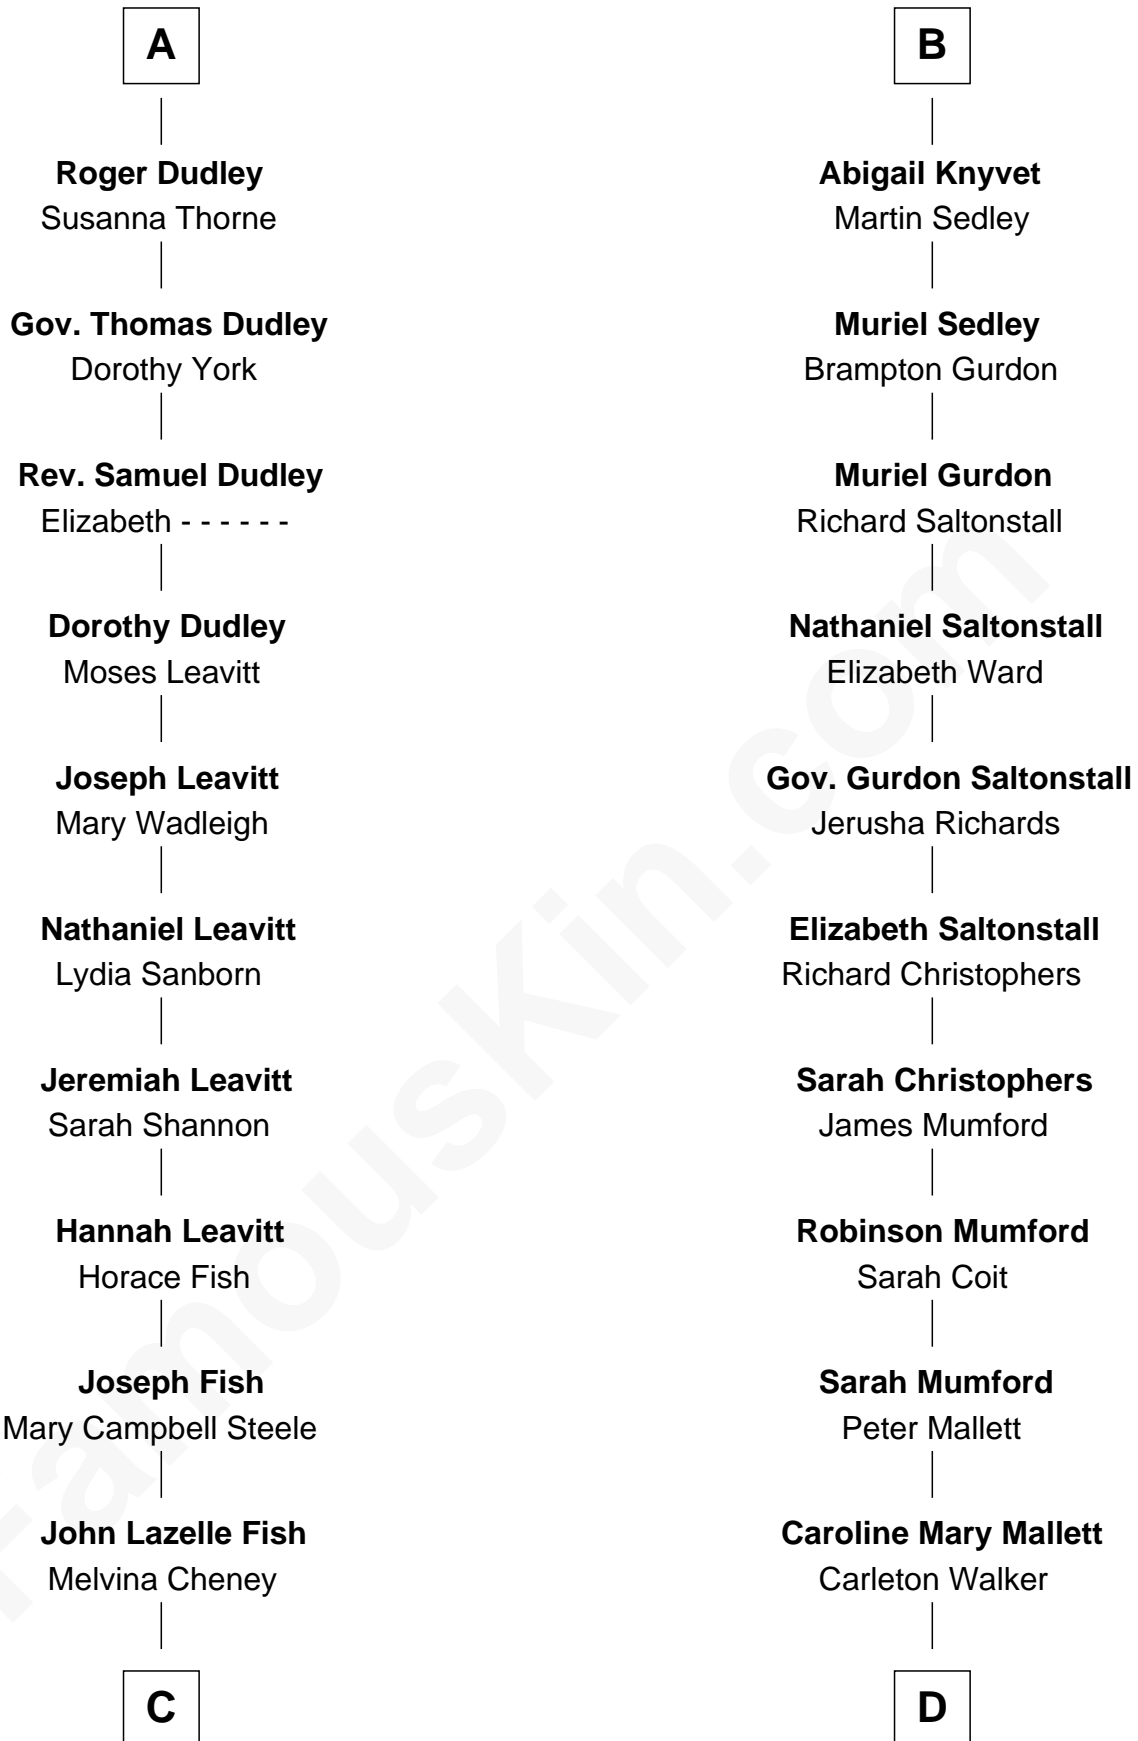 A
Roger Dudley
Susanna Thorne
Gov. Thomas Dudley
Dorothy York
Rev. Samuel Dudley
Elizabeth - - - - - -
Dorothy Dudley
Moses Leavitt
Joseph Leavitt
Mary Wadleigh
Nathaniel Leavitt
Lydia Sanborn
Jeremiah Leavitt
Sarah Shannon
Hannah Leavitt
Horace Fish
Joseph Fish
Mary Campbell Steele
John Lazelle Fish
Melvina Cheney
C
B
Abigail Knyvet
Martin Sedley
Muriel Sedley
Brampton Gurdon
Muriel Gurdon
Richard Saltonstall
Nathaniel Saltonstall
Elizabeth Ward
Gov. Gurdon Saltonstall
Jerusha Richards
Elizabeth Saltonstall
Richard Christophers
Sarah Christophers
James Mumford
Robinson Mumford
Sarah Coit
Sarah Mumford
Peter Mallett
Caroline Mary Mallett
Carleton Walker
D
FamousKin.com